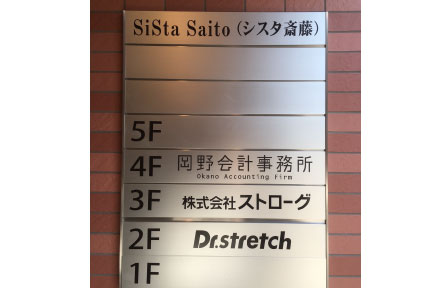 SiSta Saito (シスタ斎藤)
5F
4F 岡野会計事務所
Okano Accounting Firm
3F 株式会社ストローグ
2F Dr.stretch
1F